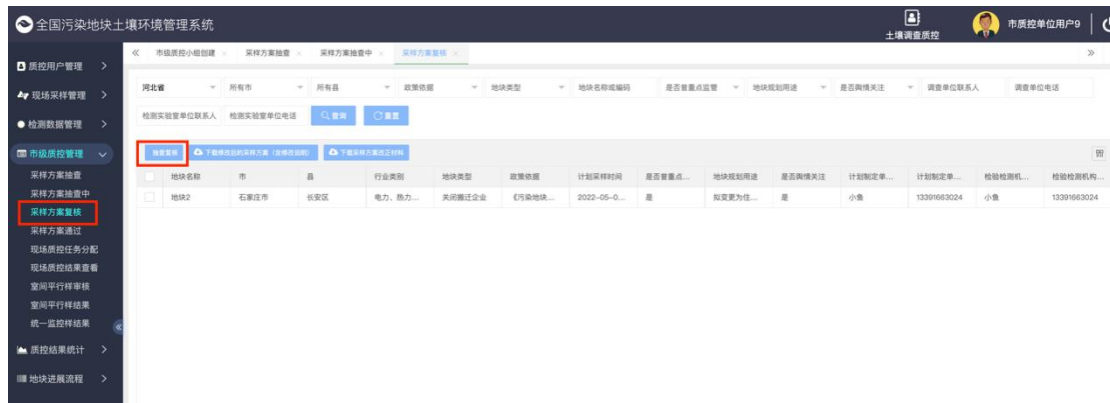 全国污染地块土壤环境管理系统
土壤调查质控
市质控单位用户9
质控用户管理
现场采样管理
检测数据管理
市级质控管理
采样方案抽查
采样方案抽查中
采样方案复核
采样方案通过
现场质控任务分配
现场质控结果查看
室间平行样审核
室间平行样结果
统一监控样结果
质控结果统计
地块进展流程
市级质控小组创建 × 采样方案抽查 × 采样方案抽查中 × 采样方案复核 ×
河北省 所有市 所有县 政策依据 地块类型 地块名称或编码 是否曾重点监管 地块规划用途 是否舆情关注 调查单位联系人 调查单位电话
检测实验室单位联系人 检测实验室单位电话 查询 重置
抽查复核 下载修改后的采样方案（含修改说明） 下载采样方案改正材料
地块名称 市 县 行业类别 地块类型 政策依据 计划采样时间 是否曾重点... 地块规划用途 是否舆情关注 计划制定单... 计划制定单... 检验检测机... 检验检测机构...
地块2 石家庄市 长安区 电力、热力... 关闭搬迁企业 《污染地块... 2022-05-0... 是 拟变更为住... 是 小鱼 13391663024 小鱼 13391663024